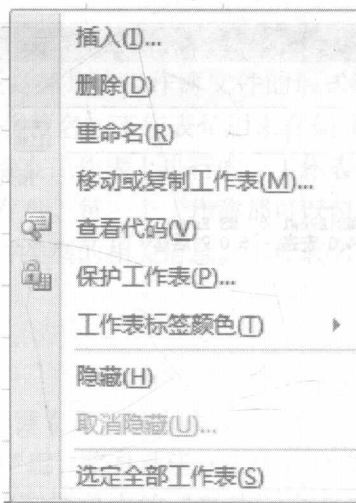 插入(I)...
删除(D)
重命名(R)
移动或复制工作表(M)...
查看代码(V)
保护工作表(P)...
工作表标签颜色(T)
隐藏(H)
取消隐藏(U)...
选定全部工作表(S)